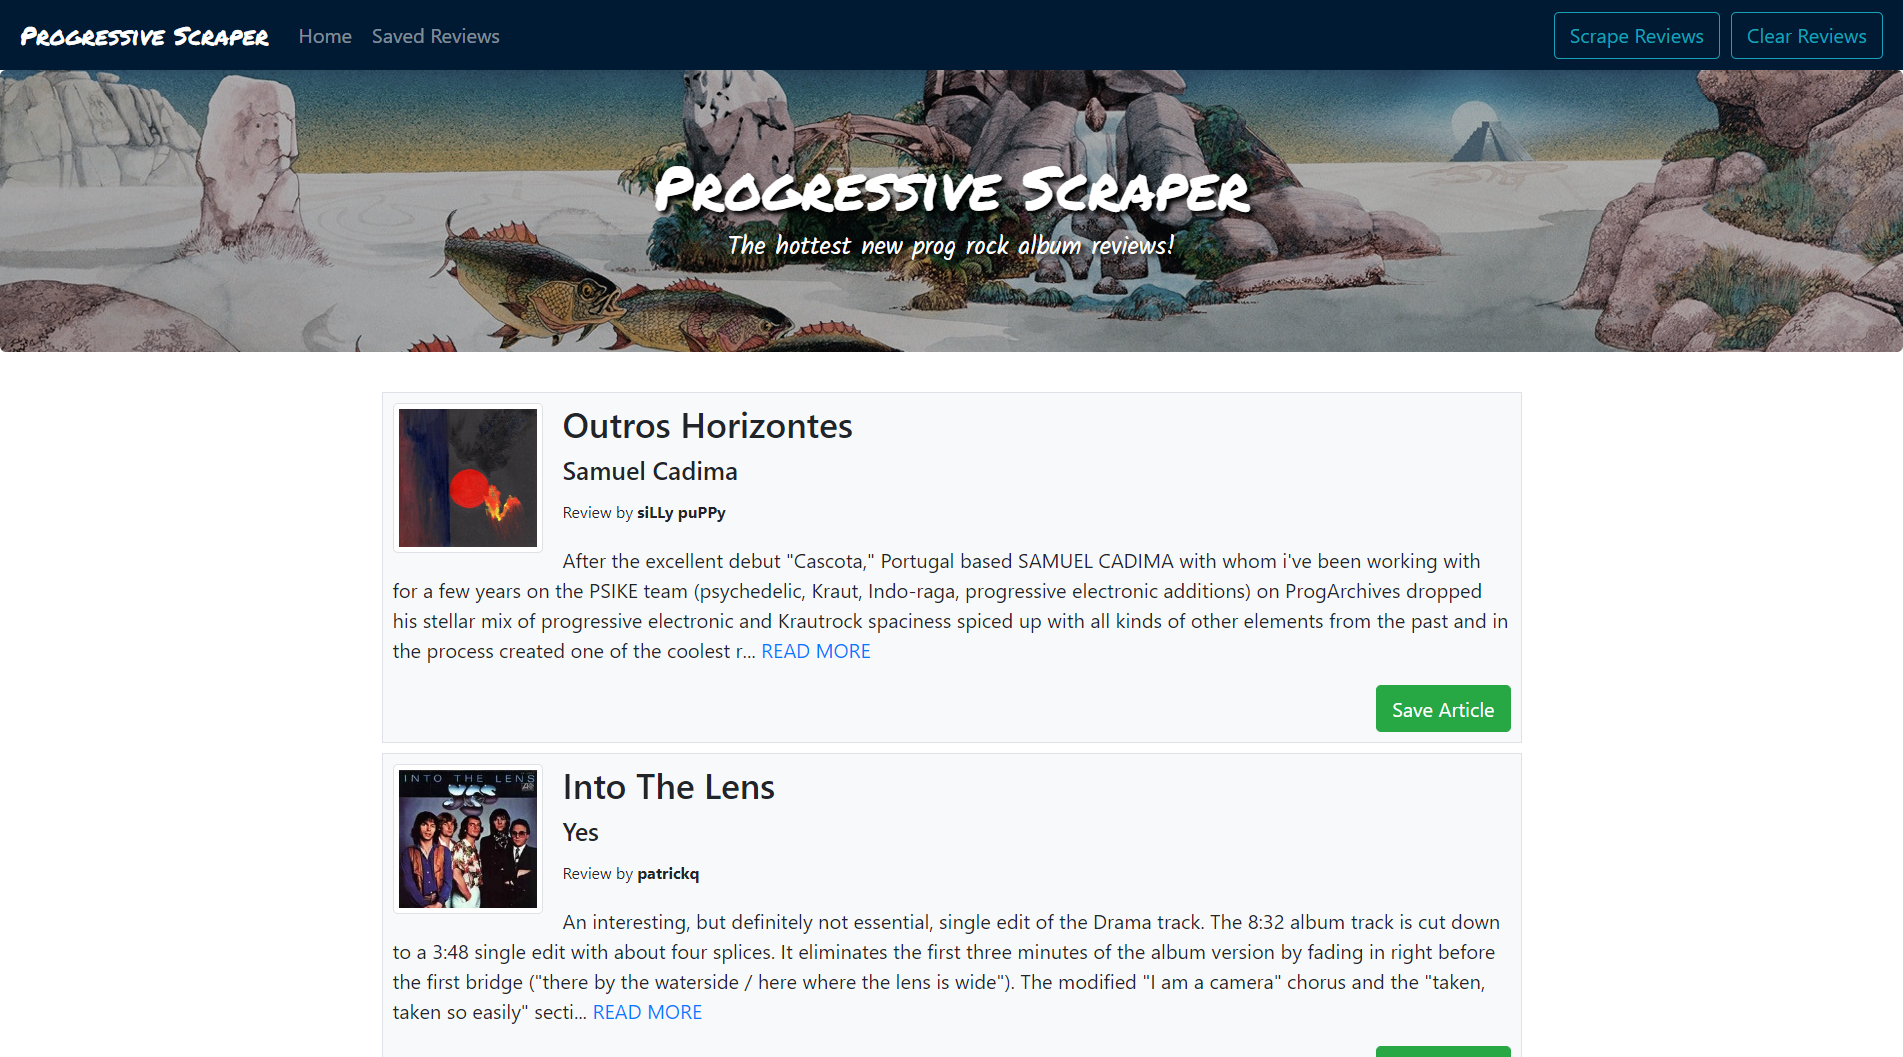 Progressive Scraper Home Saved Reviews Scrape Reviews Clear Reviews
Progressive Scraper
The hottest new prog rock album reviews!
Outros Horizontes
Samuel Cadima
Review by siLLy puPPy
After the excellent debut "Cascota," Portugal based SAMUEL CADIMA with whom i've been working with
for a few years on the PSIKE team (psychedelic, Kraut, Indo-raga, progressive electronic additions) on ProgArchives dropped
his stellar mix of progressive electronic and Krautrock spaciness spiced up with all kinds of other elements from the past and in
the process created one of the coolest r... READ MORE
Save Article
INTO THE LENS
YES
Into The Lens
Yes
Review by patrickq
An interesting, but definitely not essential, single edit of the Drama track. The 8:32 album track is cut down
to a 3:48 single edit with about four splices. It eliminates the first three minutes of the album version by fading in right before
the first bridge ("there by the waterside / here where the lens is wide"). The modified "I am a camera" chorus and the "taken,
taken so easily" secti... READ MORE